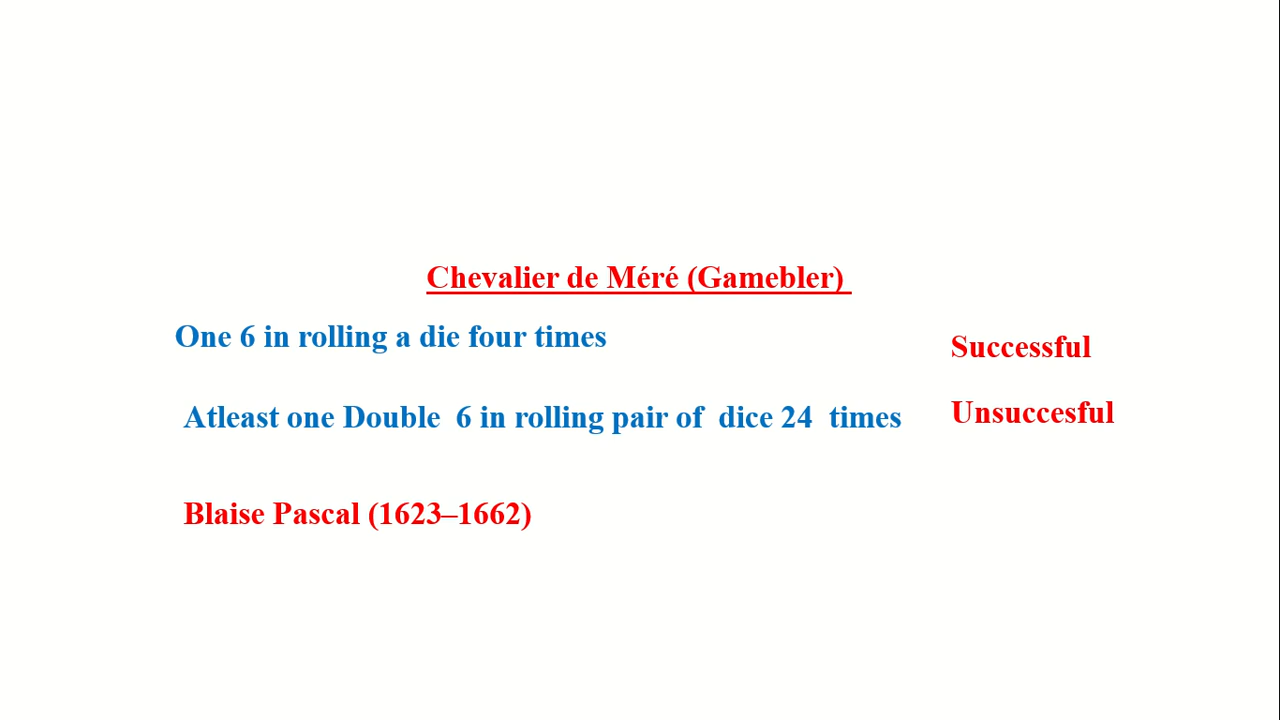 Chevalier de Méré (Gamebler)
One 6 in rolling a die four times
Successful
Atleast one Double 6 in rolling pair of dice 24 times
Unsuccesful
Blaise Pascal (1623–1662)